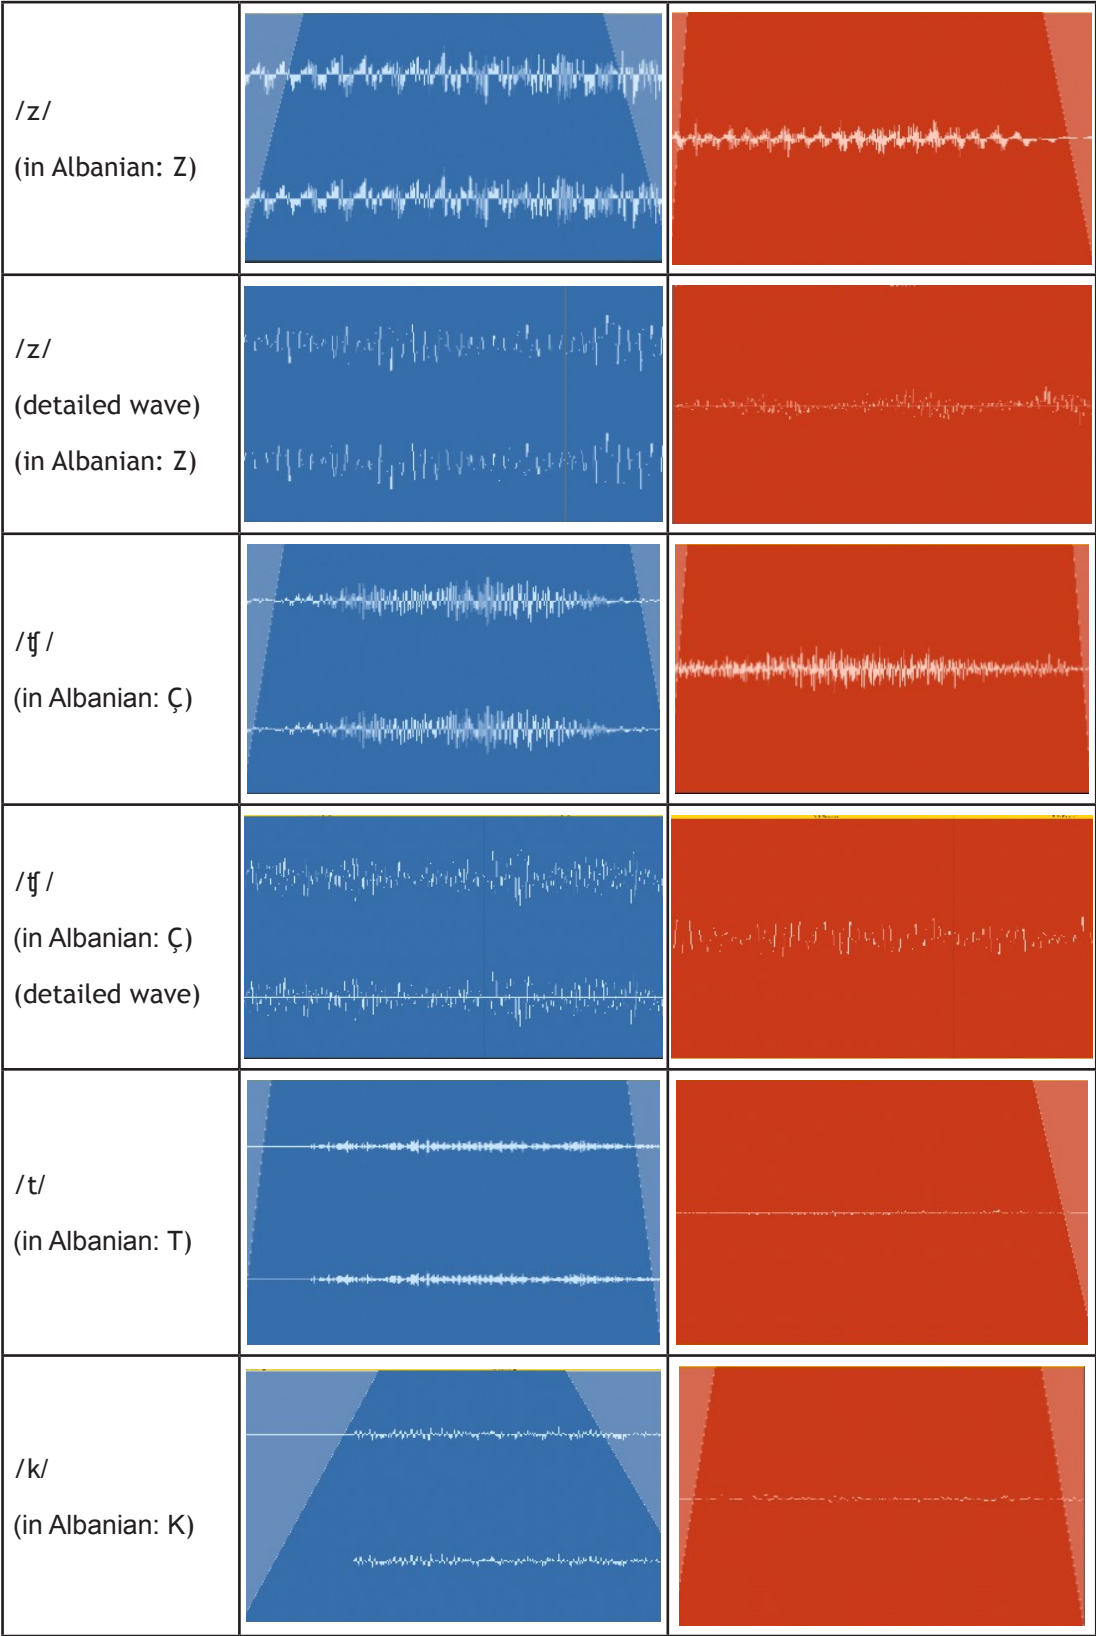 /z/
(in Albanian: Z)
/z/
(detailed wave)
(in Albanian: Z)
/ʧ/
(in Albanian: Ç)
/ʧ/
(in Albanian: Ç)
(detailed wave)
/t/
(in Albanian: T)
/k/
(in Albanian: K)